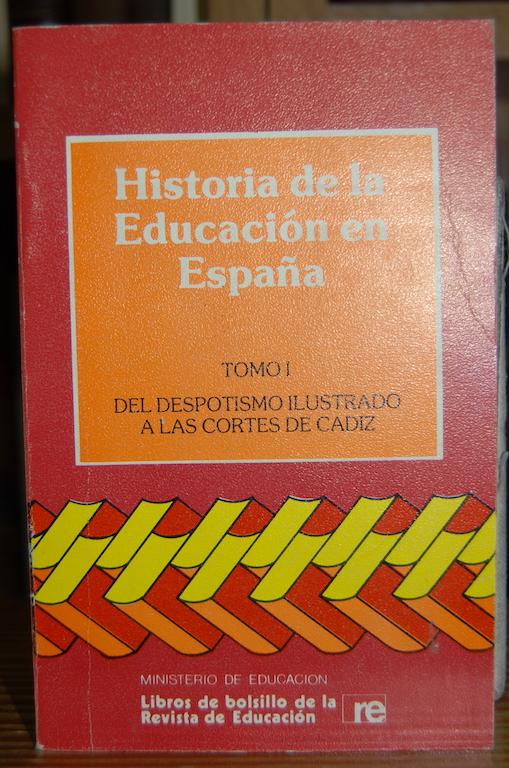 Historia de la
Educación en
España
TOMO I
DEL DESPOTISMO ILUSTRADO
A LAS CORTES DE CADIZ
MINISTERIO DE EDUCACION
Libros de bolsillo de la
Revista de Educación
re